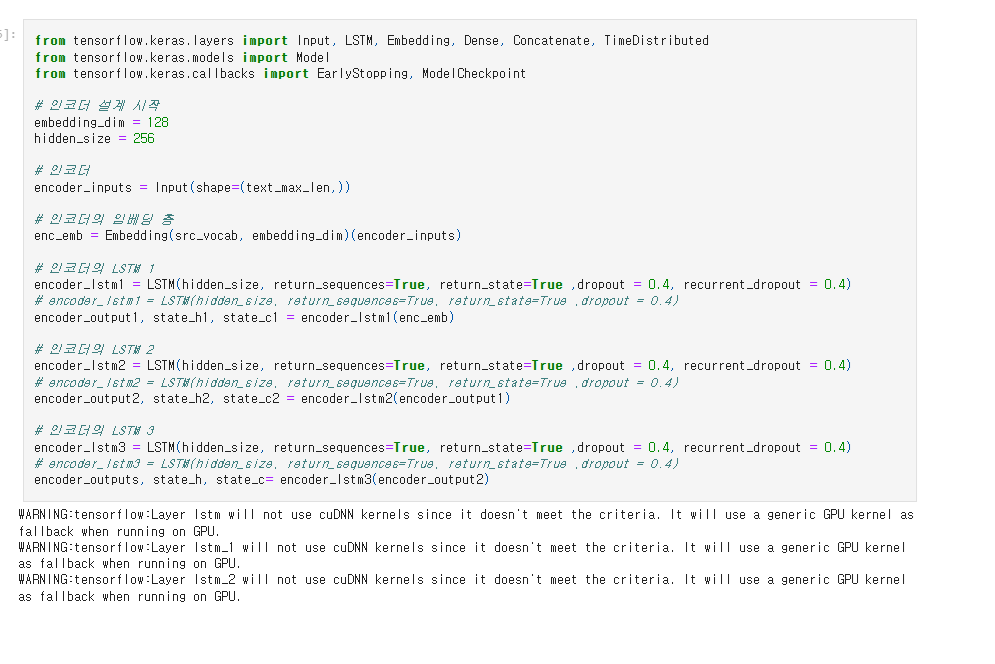 5]:
from tensorflow.keras.layers import Input, LSTM, Embedding, Dense, Concatenate, TimeDistributed
from tensorflow.keras.models import Model
from tensorflow.keras.callbacks import EarlyStopping, ModelCheckpoint
# 인코더 설계 시작
embedding_dim = 128
hidden_size = 256
# 인코더
encoder_inputs = Input(shape=(text_max_len,))
# 인코더의 임베딩 층
enc_emb = Embedding(src_vocab, embedding_dim)(encoder_inputs)
# 인코더의 LSTM 1
encoder_lstm1 = LSTM(hidden_size, return_sequences=True, return_state=True ,dropout = 0.4, recurrent_dropout = 0.4)
# encoder_lstm1 = LSTM(hidden_size, return_sequences=True, return_state=True ,dropout = 0.4)
encoder_output1, state_h1, state_c1 = encoder_lstm1(enc_emb)
# 인코더의 LSTM 2
encoder_lstm2 = LSTM(hidden_size, return_sequences=True, return_state=True ,dropout = 0.4, recurrent_dropout = 0.4)
# encoder_lstm2 = LSTM(hidden_size, return_sequences=True, return_state=True ,dropout = 0.4)
encoder_output2, state_h2, state_c2 = encoder_lstm2(encoder_output1)
# 인코더의 LSTM 3
encoder_lstm3 = LSTM(hidden_size, return_sequences=True, return_state=True ,dropout = 0.4, recurrent_dropout = 0.4)
# encoder_lstm3 = LSTM(hidden_size, return_sequences=True, return_state=True ,dropout = 0.4)
encoder_outputs, state_h, state_c= encoder_lstm3(encoder_output2)
WARNING:tensorflow:Layer lstm will not use cuDNN kernels since it doesn't meet the criteria. It will use a generic GPU kernel as
fallback when running on GPU.
WARNING:tensorflow:Layer lstm_1 will not use cuDNN kernels since it doesn't meet the criteria. It will use a generic GPU kernel
as fallback when running on GPU.
WARNING:tensorflow:Layer lstm_2 will not use cuDNN kernels since it doesn't meet the criteria. It will use a generic GPU kernel
as fallback when running on GPU.